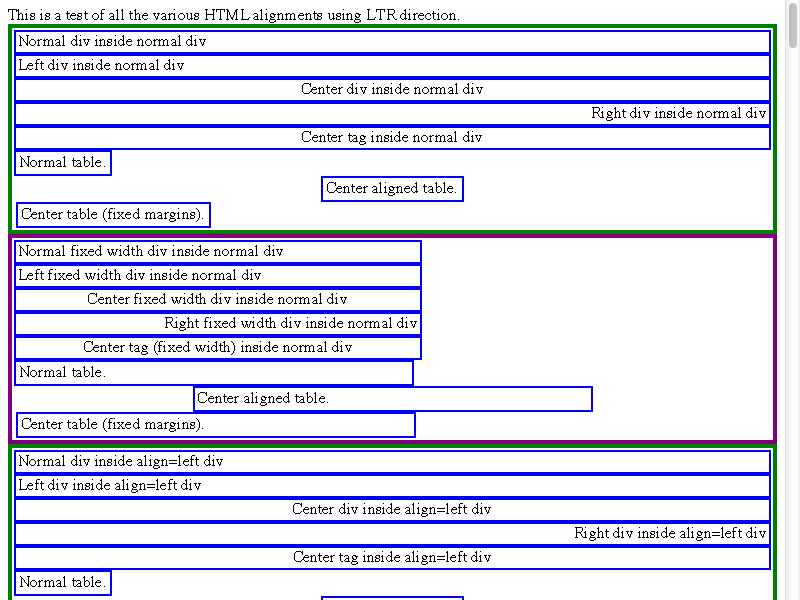 This is a test of all the various HTML alignments using LTR direction.
Normal div inside normal div
Left div inside normal div
Center div inside normal div
Right div inside normal div
Center tag inside normal div
Normal table.
Center aligned table.
Center table (fixed margins).
Normal fixed width div inside normal div
Left fixed width div inside normal div
Center fixed width div inside normal div
Right fixed width div inside normal div
Center tag (fixed width) inside normal div
Normal table.
Center aligned table.
Center table (fixed margins).
Normal div inside align=left div
Left div inside align=left div
Center div inside align=left div
Right div inside align=left div
Center tag inside align=left div
Normal table.